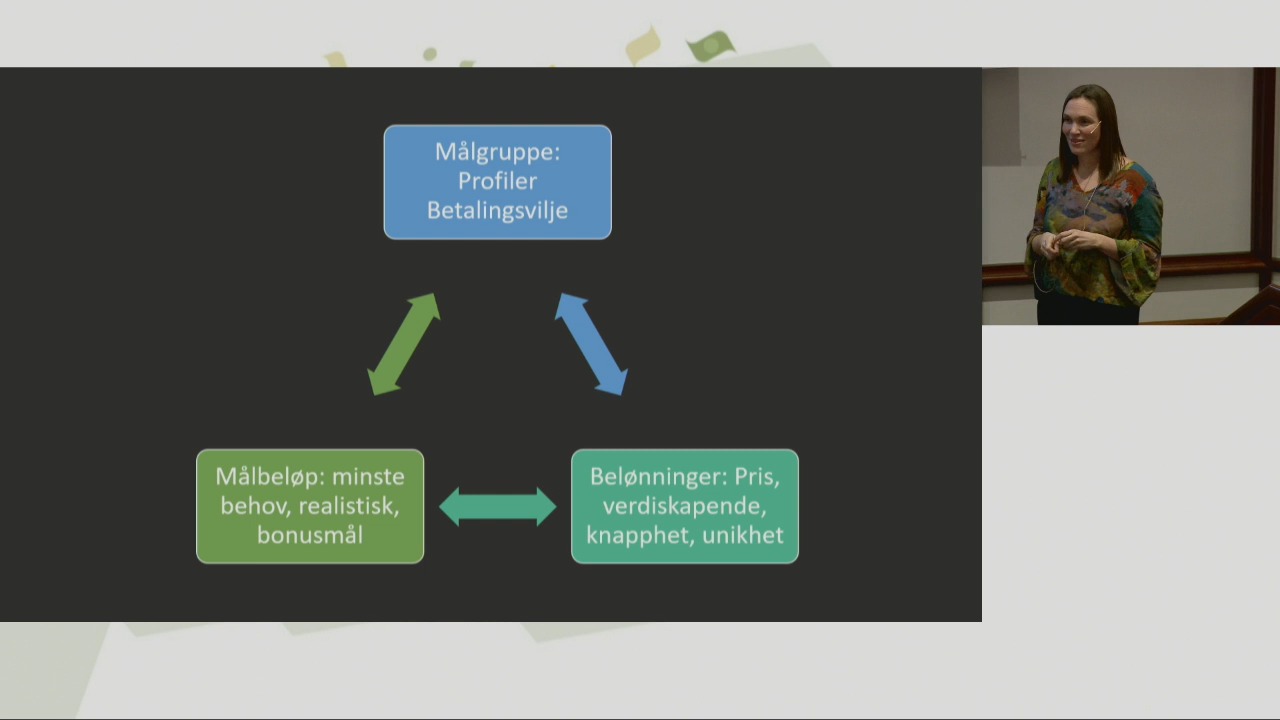 Målgruppe:
Profiler
Betalingsvilje
Målbeløp: minste
behov, realistisk,
bonusmål
Belønninger: Pris,
verdiskapende,
knapphet, unikhet